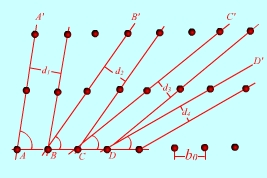 A' B' C'
D'
d₁ d₂ d₃ d₄
A B C D b₀